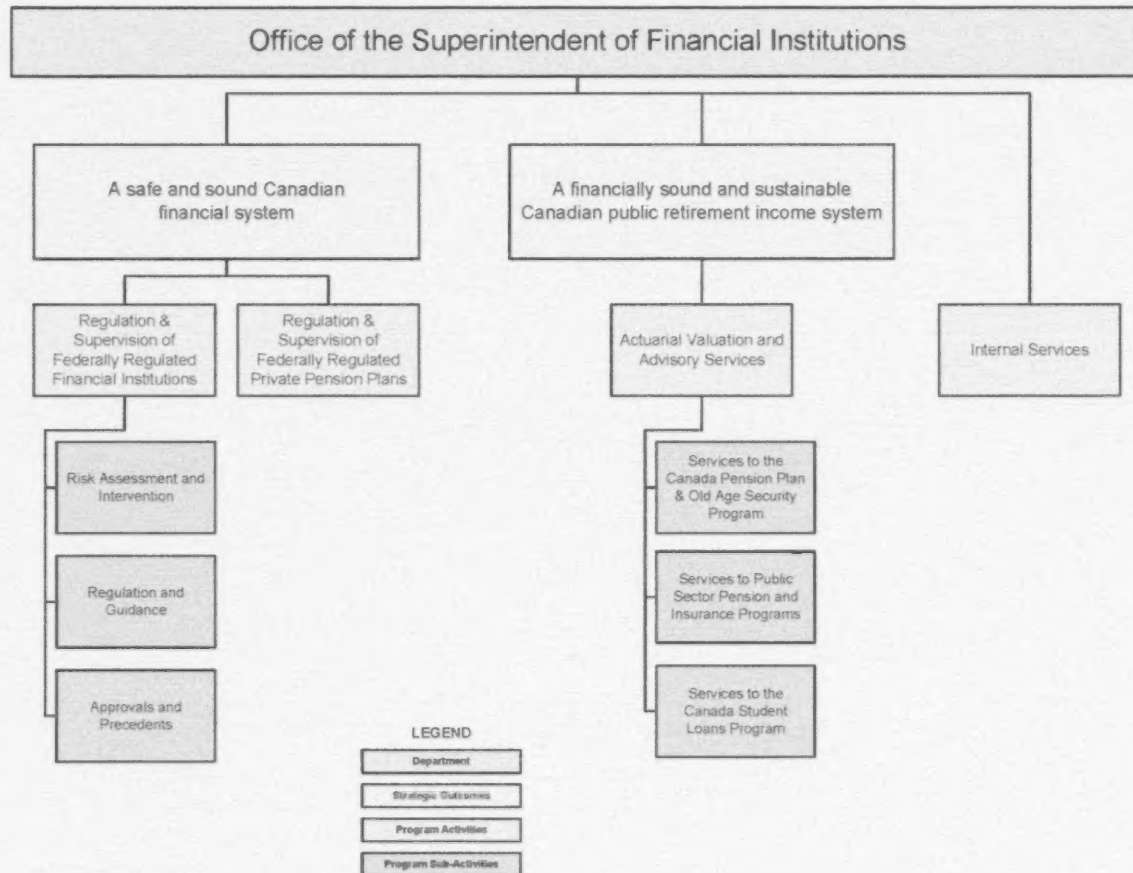 Office of the Superintendent of Financial Institutions
A safe and sound Canadian
financial system
A financially sound and sustainable
Canadian public retirement income system
Regulation &
Supervision of
Federally Regulated
Financial Institutions
Regulation &
Supervision of
Federally Regulated
Private Pension Plans
Actuarial Valuation and
Advisory Services
Internal Services
Risk Assessment and
Intervention
Regulation and
Guidance
Approvals and
Precedents
Services to the
Canada Pension Plan
& Old Age Security
Program
Services to Public
Sector Pension and
Insurance Programs
Services to the
Canada Student
Loans Program
LEGEND
Department
Strategic Outcomes
Program Activities
Program Sub-Activities